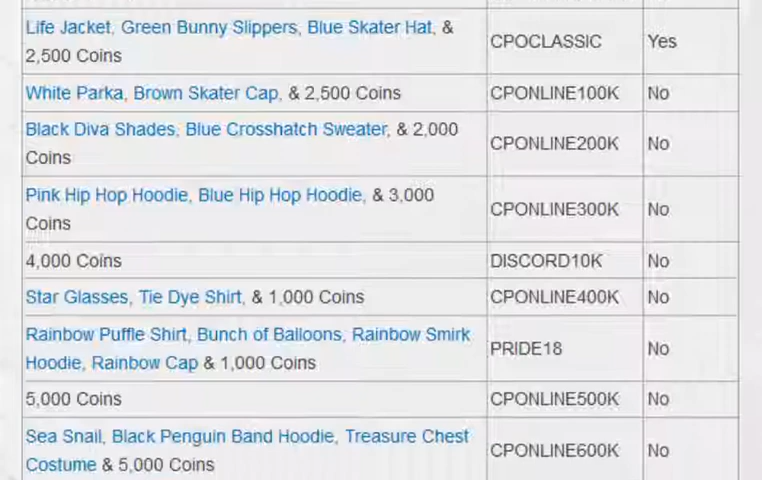 Life Jacket, Green Bunny Slippers, Blue Skater Hat, &
2,500 Coins
CPOCLASSIC
Yes
White Parka, Brown Skater Cap, & 2,500 Coins
CPONLINE100K
No
Black Diva Shades, Blue Crosshatch Sweater, & 2,000
Coins
CPONLINE200K
No
Pink Hip Hop Hoodie, Blue Hip Hop Hoodie, & 3,000
Coins
CPONLINE300K
No
4,000 Coins
DISCORD10K
No
Star Glasses, Tie Dye Shirt, & 1,000 Coins
CPONLINE400K
No
Rainbow Puffle Shirt, Bunch of Balloons, Rainbow Smirk
Hoodie, Rainbow Cap & 1,000 Coins
PRIDE18
No
5,000 Coins
CPONLINE500K
No
Sea Snail, Black Penguin Band Hoodie, Treasure Chest
Costume & 5,000 Coins
CPONLINE600K
No